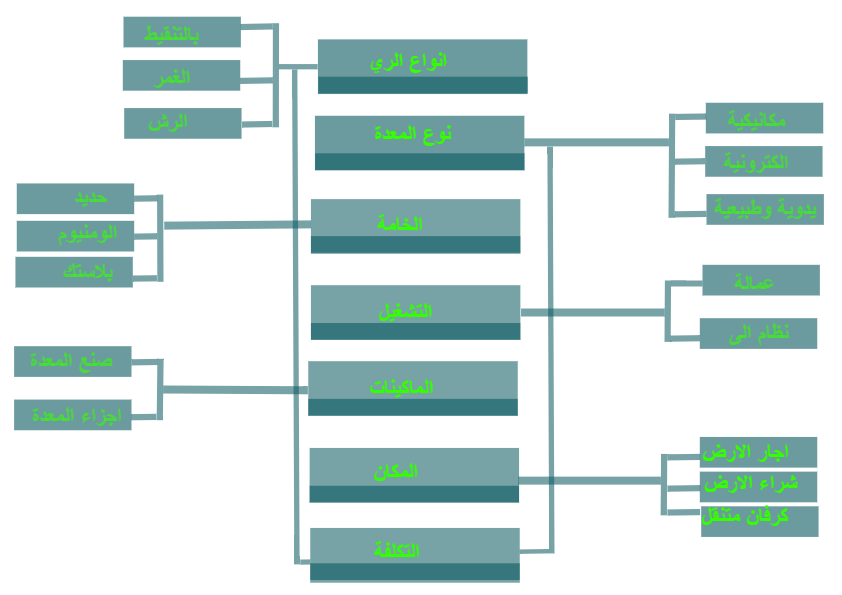 انواع الري
بالتنقيط
الغمر
الرش
نوع المعدة
مكانيكية
الكترونية
يدوية وطبيعية
الخامة
حديد
الومنيوم
بلاستك
التشغيل
عمالة
نظام الى
الماكينات
صنع المعدة
اجزاء المعدة
المكان
اجار الارض
شراء الارض
كرفان متنقل
التكلفة